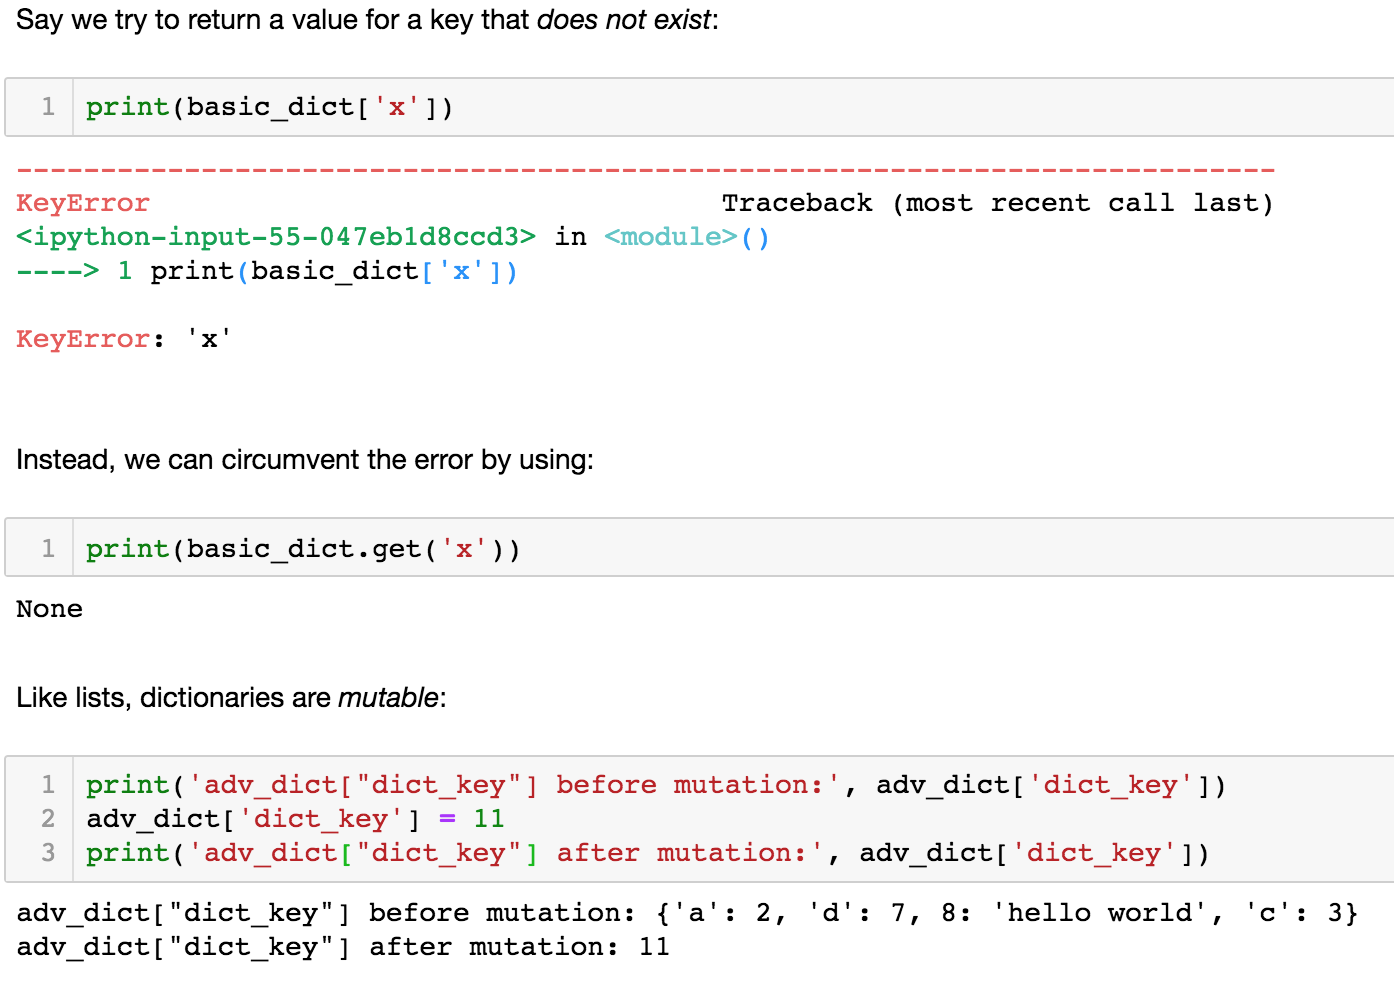 Say we try to return a value for a key that does not exist:
1 print(basic_dict['x'])
---------------------------------------------------------------------------
KeyError Traceback (most recent call last)
<ipython-input-55-047eb1d8ccd3> in <module>()
----> 1 print(basic_dict['x'])
KeyError: 'x'
Instead, we can circumvent the error by using:
1 print(basic_dict.get('x'))
None
Like lists, dictionaries are mutable:
1 print('adv_dict["dict_key"] before mutation:', adv_dict['dict_key'])
2 adv_dict['dict_key'] = 11
3 print('adv_dict["dict_key"] after mutation:', adv_dict['dict_key'])
adv_dict["dict_key"] before mutation: {'a': 2, 'd': 7, 8: 'hello world', 'c': 3}
adv_dict["dict_key"] after mutation: 11